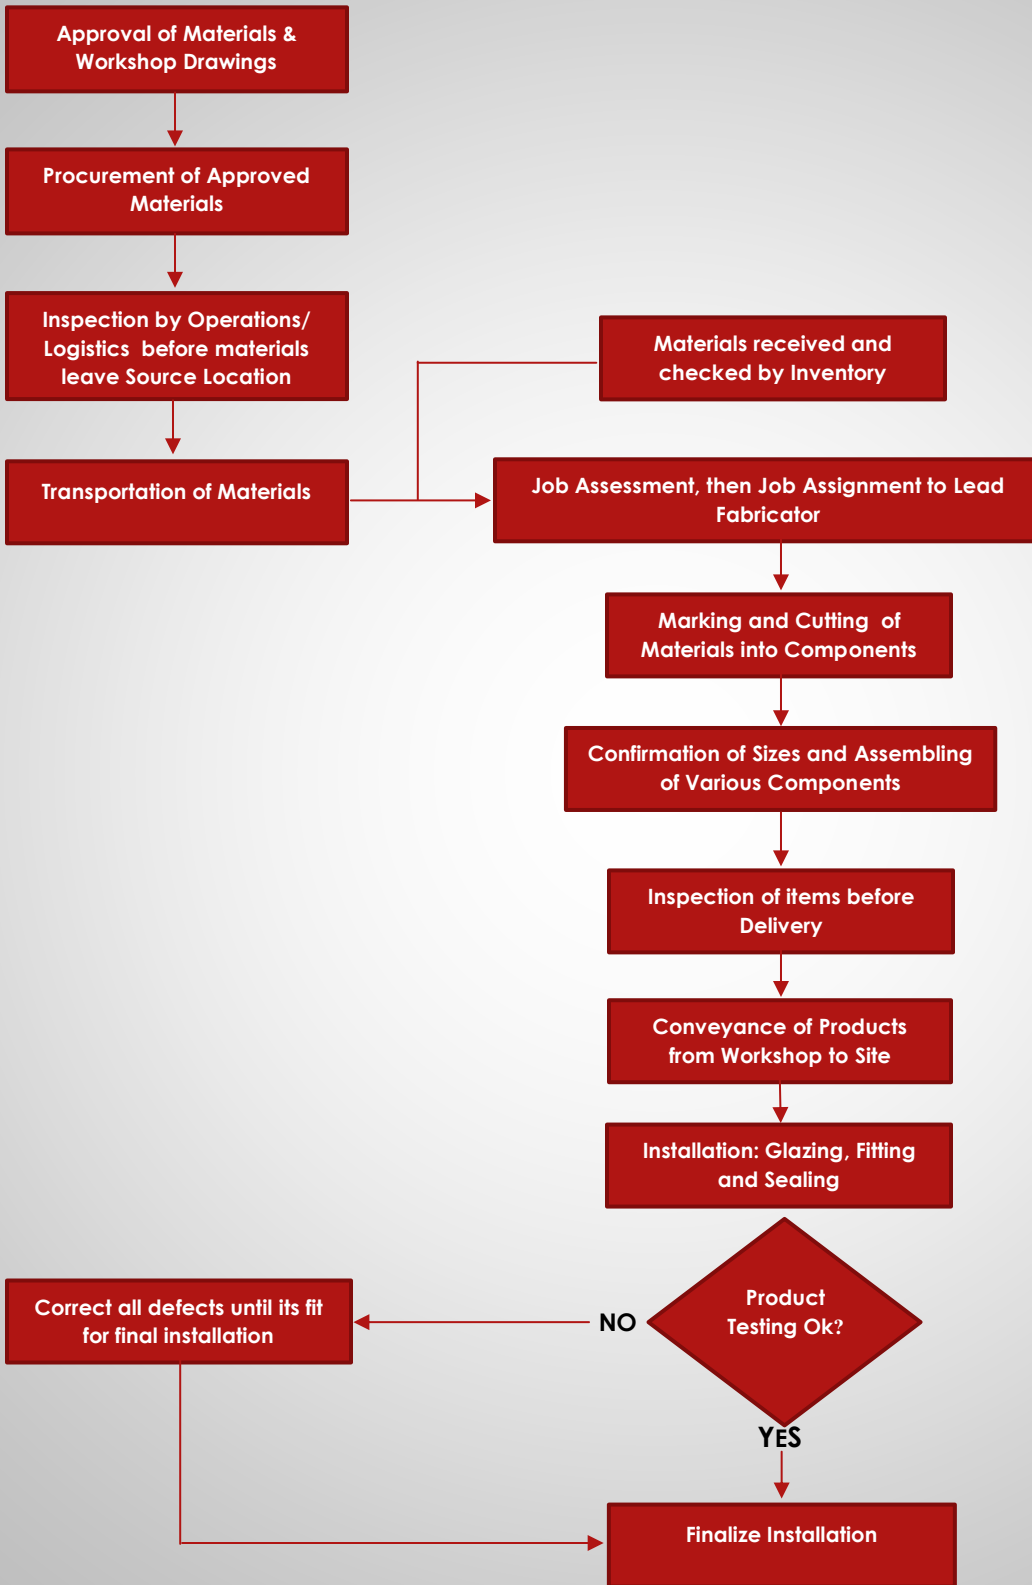 Approval of Materials &
Workshop Drawings
Procurement of Approved
Materials
Inspection by Operations/
Logistics before materials
leave Source Location
Materials received and
checked by Inventory
Transportation of Materials
Job Assessment, then Job Assignment to Lead
Fabricator
Marking and Cutting of
Materials into Components
Confirmation of Sizes and Assembling
of Various Components
Inspection of items before
Delivery
Conveyance of Products
from Workshop to Site
Installation: Glazing, Fitting
and Sealing
Product
Testing Ok?
NO
Correct all defects until its fit
for final installation
YES
Finalize Installation